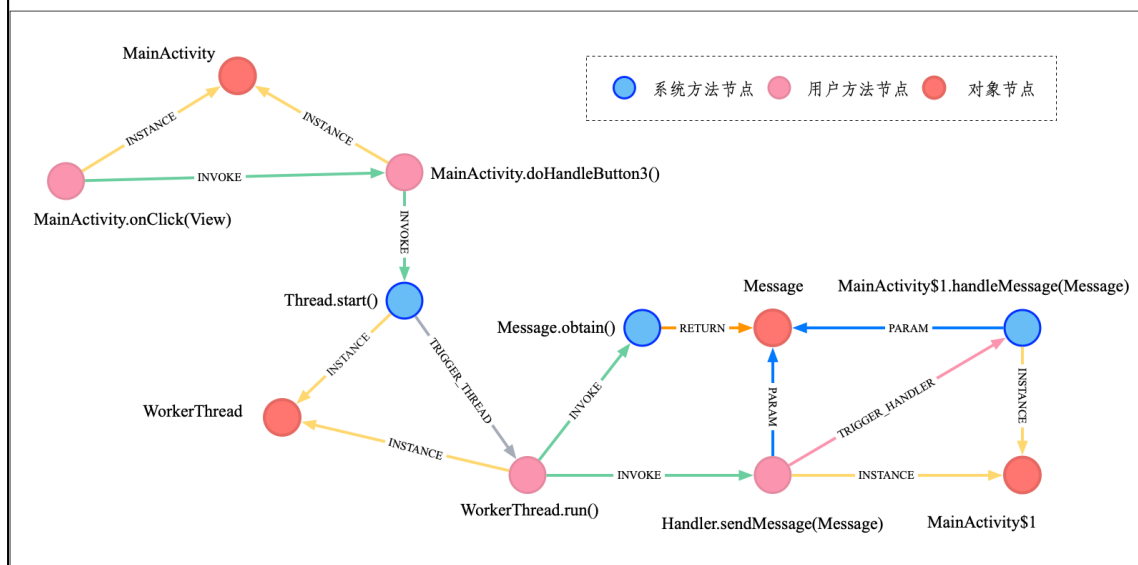 MainActivity
系统方法节点
用户方法节点
对象节点
INSTANCE
INSTANCE
INVOKE
MainActivity.doHandleButton3()
MainActivity.onClick(View)
INVOKE
Thread.start()
Message
MainActivity$1.handleMessage(Message)
Message.obtain()
RETURN
PARAM
INSTANCE
TRIGGER_THREAD
INSTANCE
WorkerThread
INVOKE
PARAM
TRIGGER_HANDLER
INSTANCE
INVOKE
INSTANCE
WorkerThread.run()
Handler.sendMessage(Message)
MainActivity$1